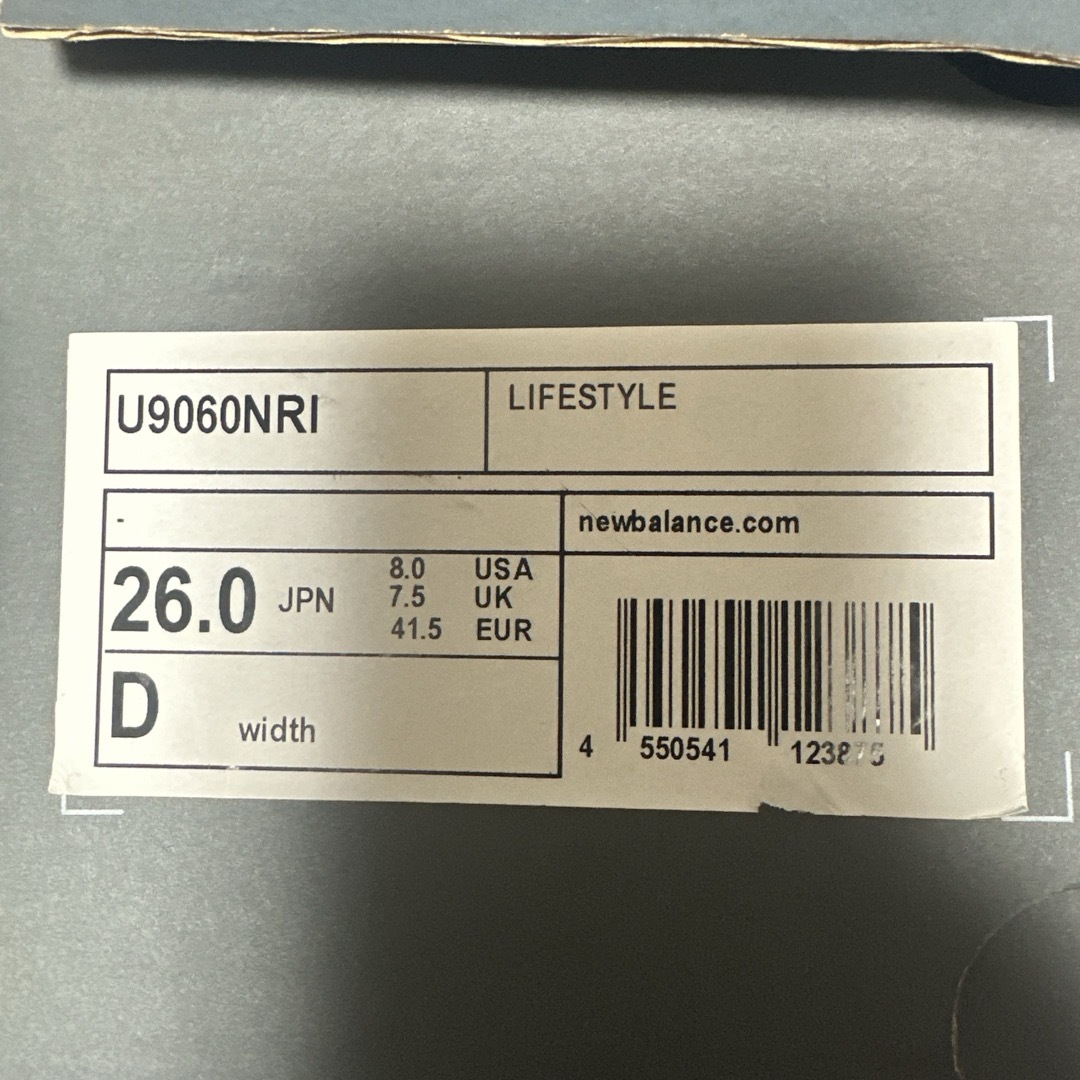 U9060NRI
LIFESTYLE
-
newbalance.com
26.0 JPN
8.0 USA
7.5 UK
41.5 EUR
D width
4 550541 123875